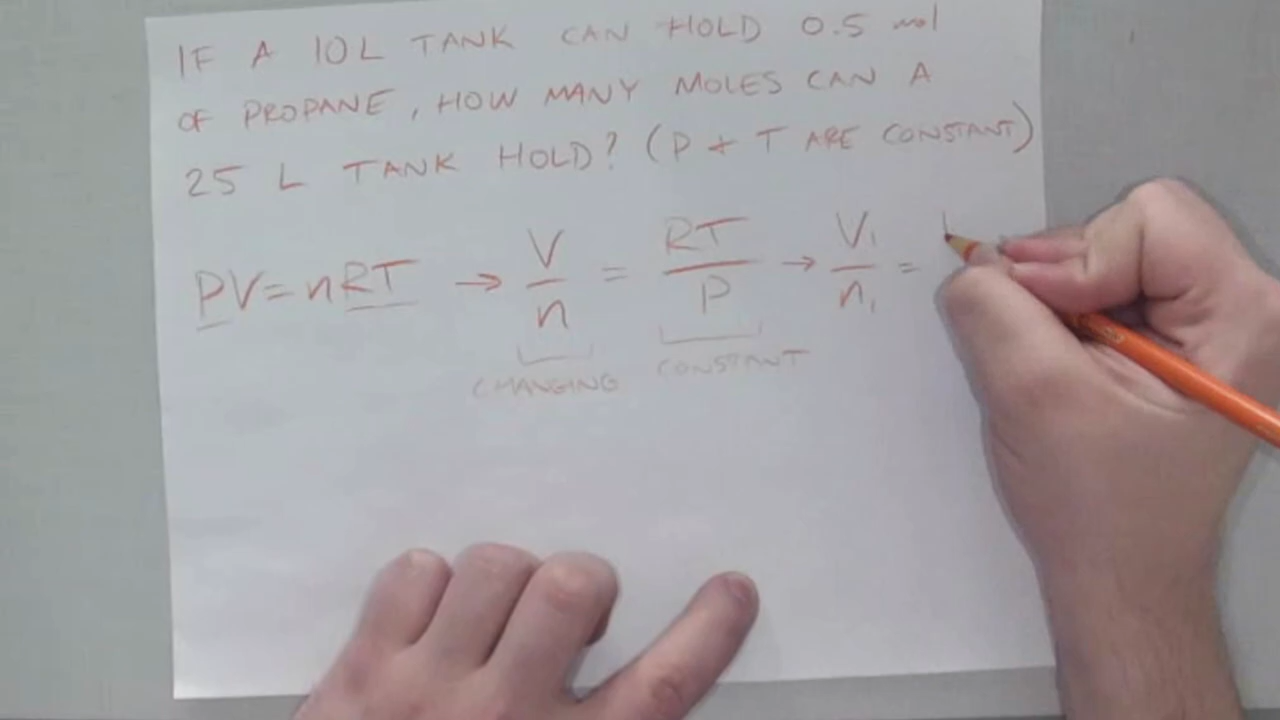 IF A 10L TANK CAN HOLD 0.5 mol
OF PROPANE, HOW MANY MOLES CAN A
25 L TANK HOLD? (P + T ARE CONSTANT)
PV = nRT → V/n = RT/P → V₁/n₁ =
CHANGING CONSTANT